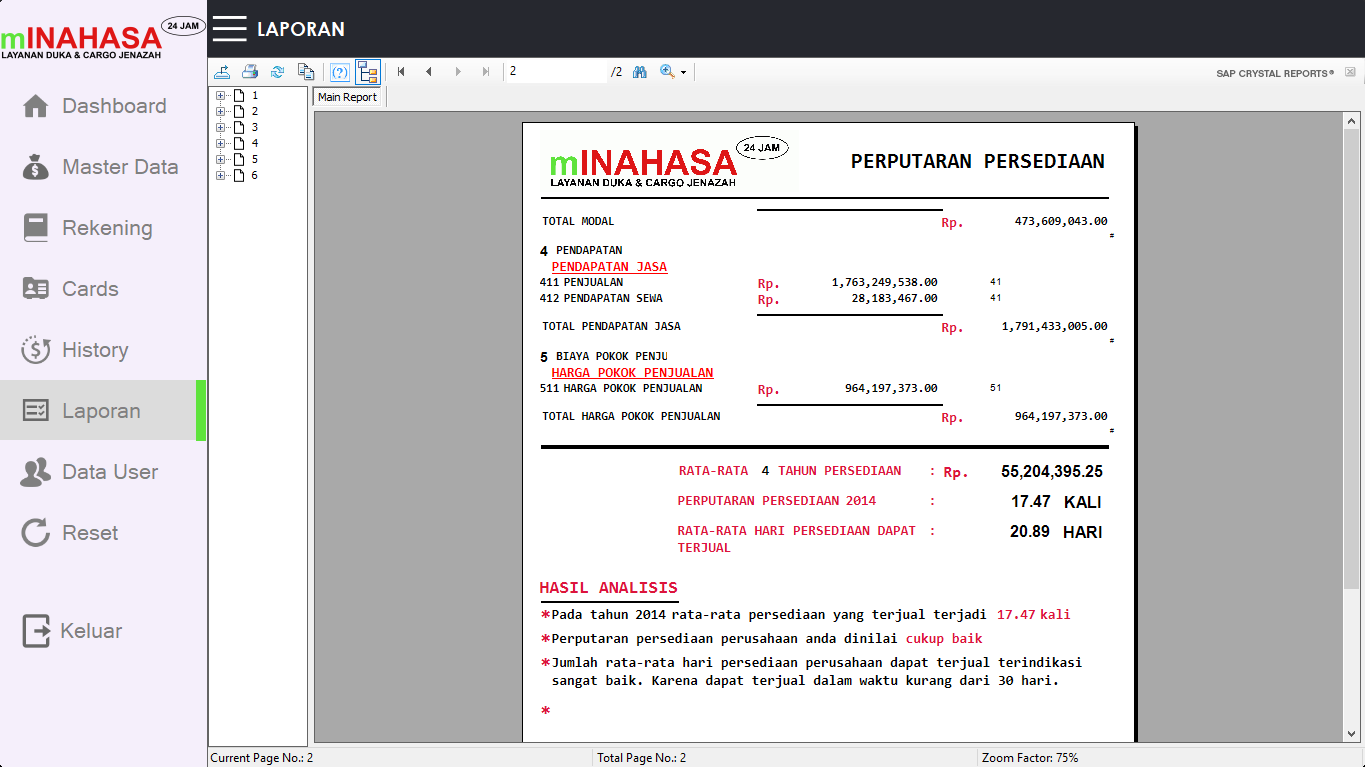 mINAHASA 24 JAM
LAYANAN DUKA & CARGO JENAZAH
LAPORAN
Dashboard
Master Data
Rekening
Cards
History
Laporan
Data User
Reset
Keluar
2 /2
SAP CRYSTAL REPORTS®
1
2
3
4
5
6
Main Report
mINAHASA 24 JAM
LAYANAN DUKA & CARGO JENAZAH
PERPUTARAN PERSEDIAAN
TOTAL MODAL Rp. 473,609,043.00
#
4 PENDAPATAN
PENDAPATAN JASA
411 PENJUALAN Rp. 1,763,249,538.00 41
412 PENDAPATAN SEWA Rp. 28,183,467.00 41
TOTAL PENDAPATAN JASA Rp. 1,791,433,005.00
#
5 BIAYA POKOK PENJU
HARGA POKOK PENJUALAN
511 HARGA POKOK PENJUALAN Rp. 964,197,373.00 51
TOTAL HARGA POKOK PENJUALAN Rp. 964,197,373.00
#
RATA-RATA 4 TAHUN PERSEDIAAN : Rp. 55,204,395.25
PERPUTARAN PERSEDIAAN 2014 : 17.47 KALI
RATA-RATA HARI PERSEDIAAN DAPAT : 20.89 HARI
TERJUAL
HASIL ANALISIS
*Pada tahun 2014 rata-rata persediaan yang terjual terjadi 17.47 kali
*Perputaran persediaan perusahaan anda dinilai cukup baik
*Jumlah rata-rata hari persediaan perusahaan dapat terjual terindikasi
sangat baik. Karena dapat terjual dalam waktu kurang dari 30 hari.
*
Current Page No.: 2 Total Page No.: 2 Zoom Factor: 75%